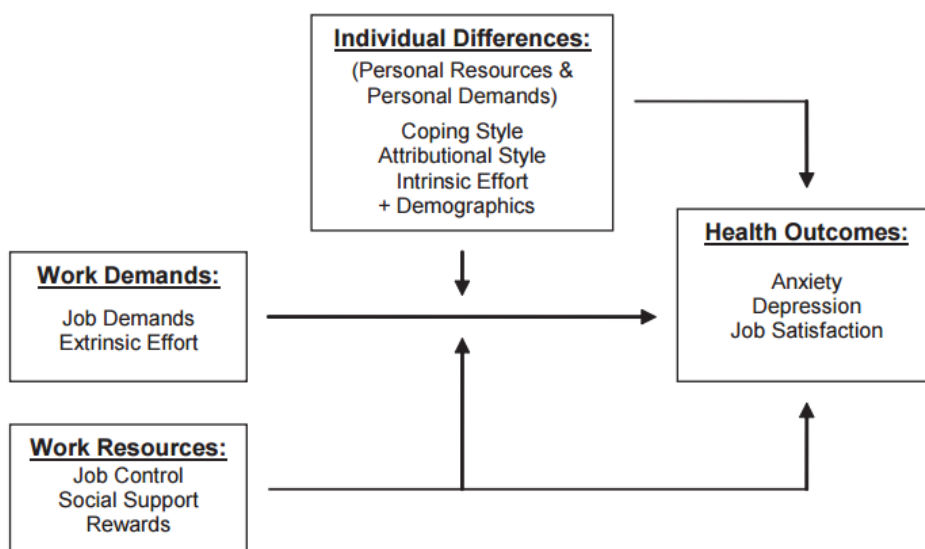 Individual Differences:
(Personal Resources &
Personal Demands)
Coping Style
Attributional Style
Intrinsic Effort
+ Demographics
Health Outcomes:
Anxiety
Depression
Job Satisfaction
Work Demands:
Job Demands
Extrinsic Effort
Work Resources:
Job Control
Social Support
Rewards